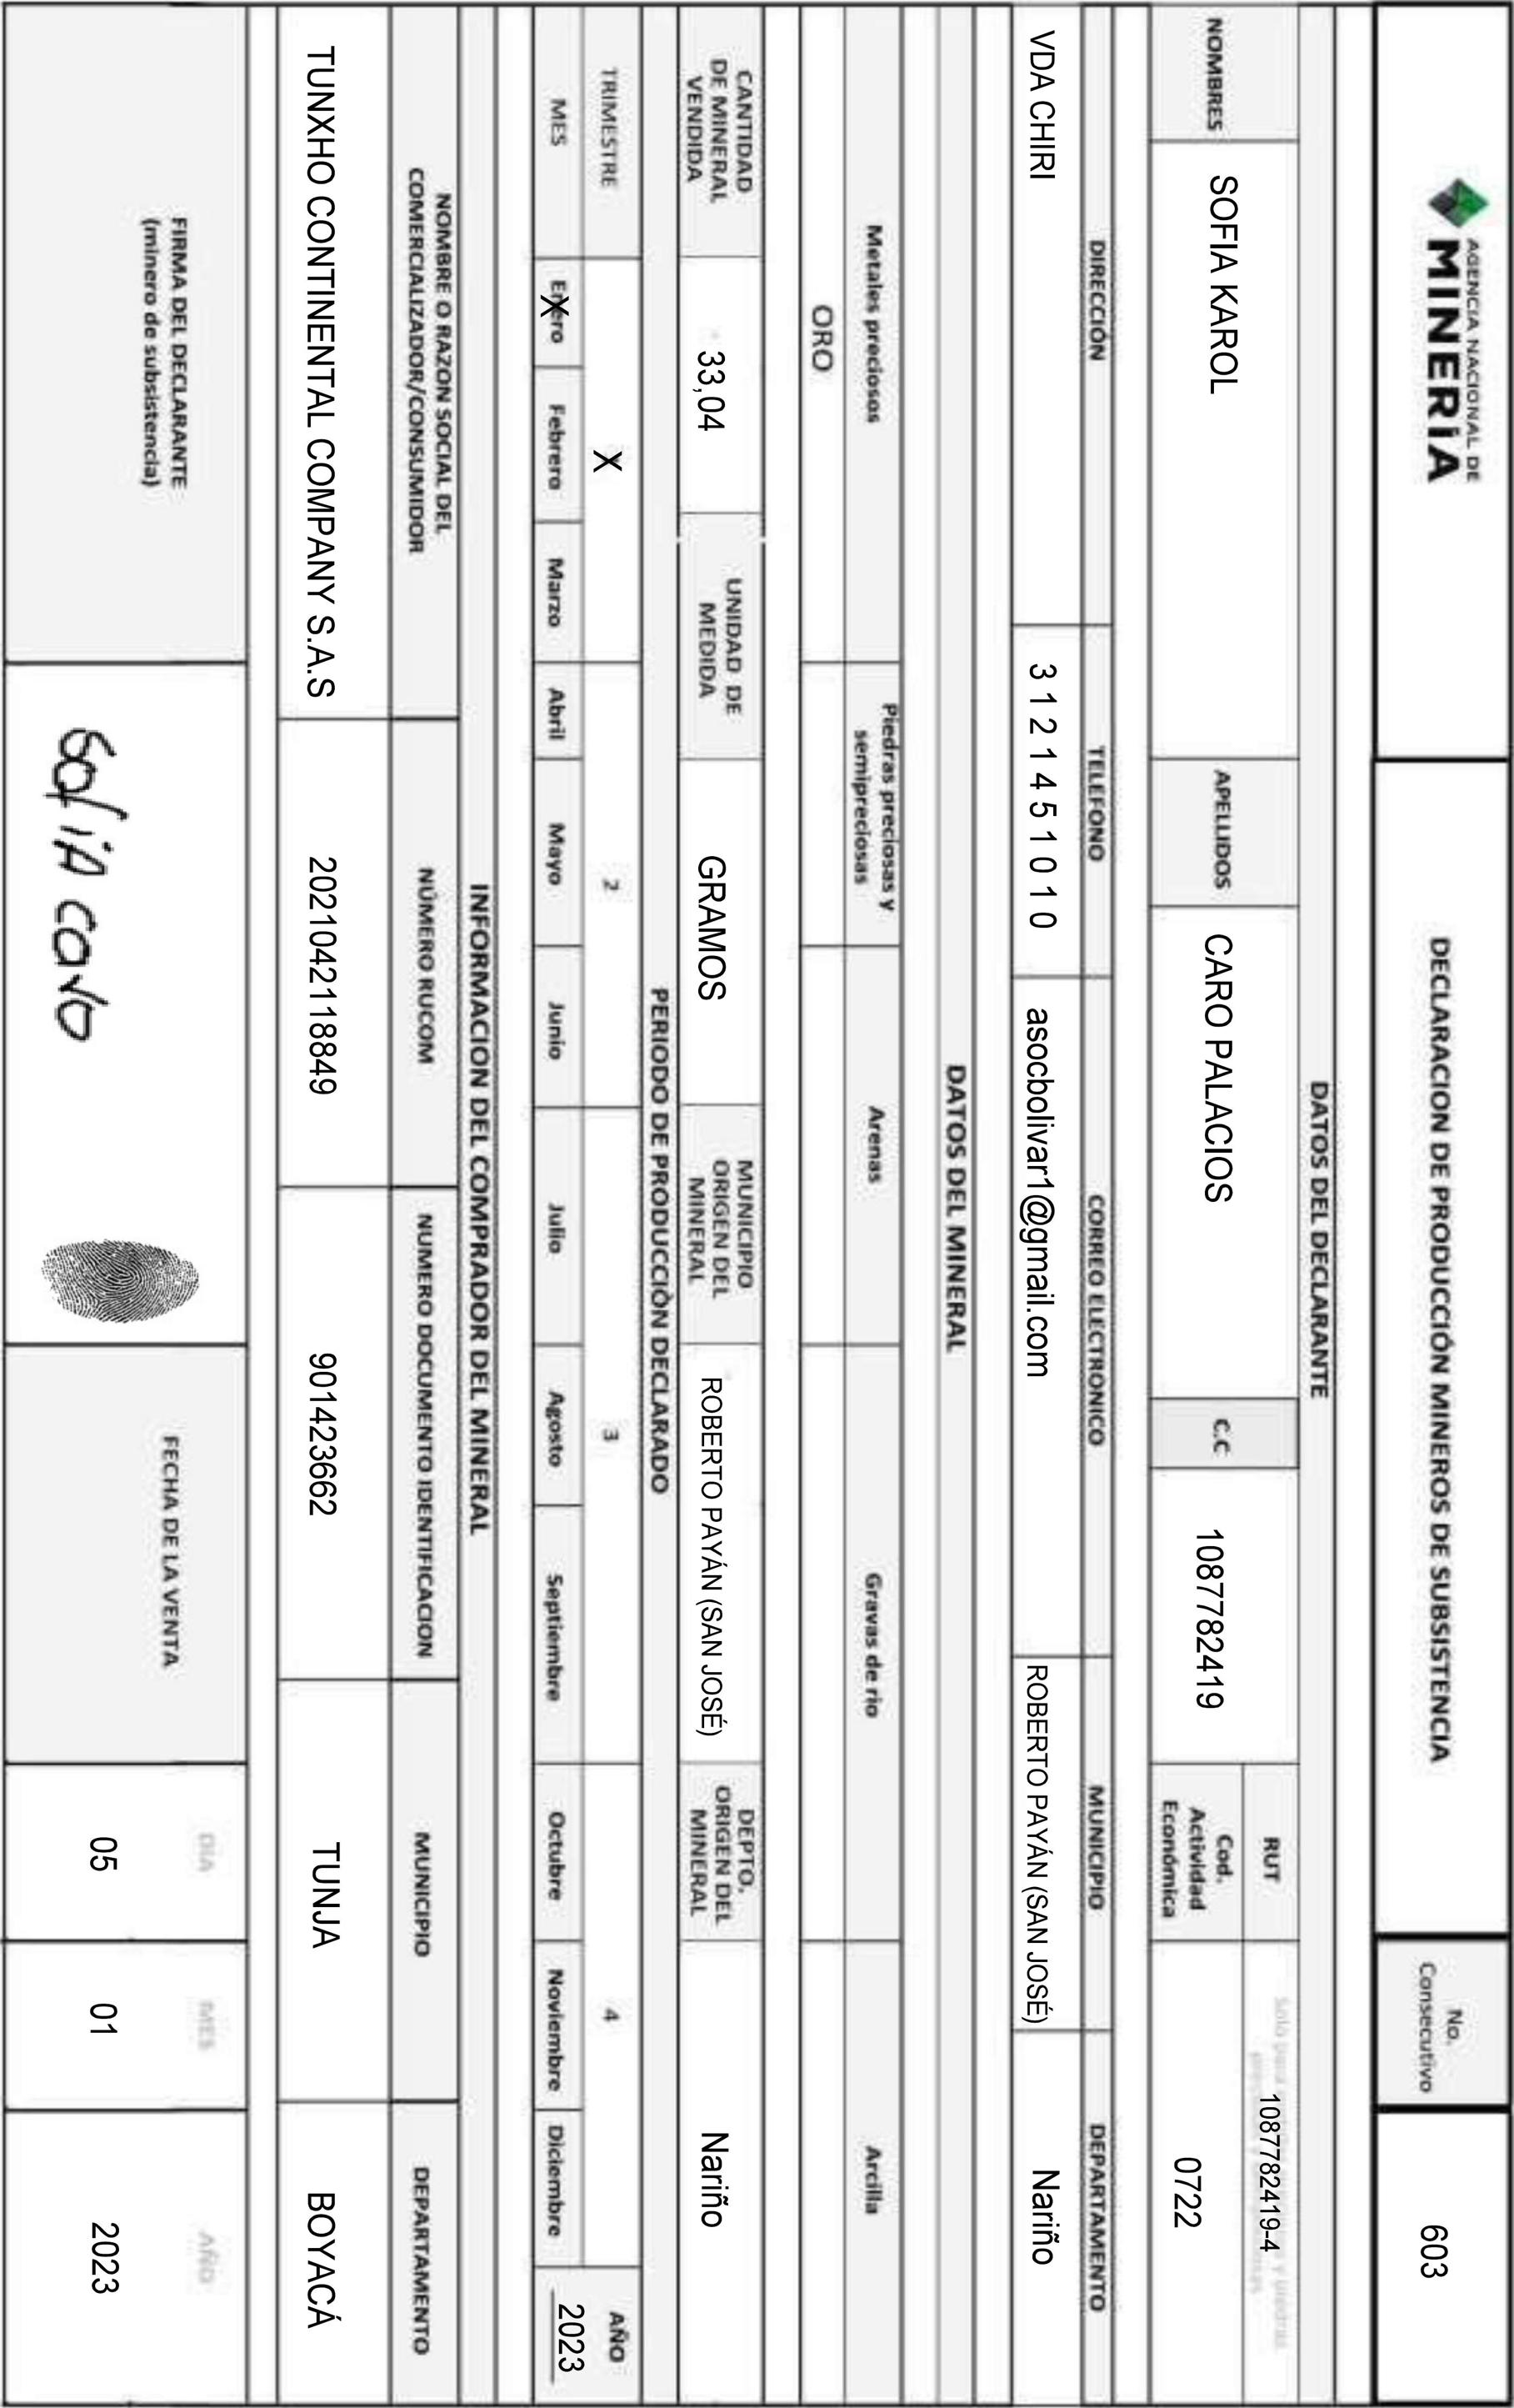 AGENCIA NACIONAL DE
MINERÍA
DECLARACION DE PRODUCCIÓN MINEROS DE SUBSISTENCIA
No.
Consecutivo
603
DATOS DEL DECLARANTE
NOMBRES
SOFIA KAROL
APELLIDOS
CARO PALACIOS
C.C
1087782419
RUT
1087782419-4
Cod.
Actividad
Económica
0722
DIRECCIÓN
TELEFONO
CORREO ELECTRONICO
MUNICIPIO
DEPARTAMENTO
VDA CHIRI
3 1 2 1 4 5 1 0 1 0
asocbolivar1@gmail.com
ROBERTO PAYÁN (SAN JOSÉ)
Nariño
DATOS DEL MINERAL
Metales preciosos
Piedras preciosas y
semipreciosas
Arenas
Gravas de rio
Arcilla
ORO
CANTIDAD
DE MINERAL
VENDIDA
33,04
UNIDAD DE
MEDIDA
GRAMOS
MUNICIPIO
ORIGEN DEL
MINERAL
ROBERTO PAYÁN (SAN JOSÉ)
DEPTO.
ORIGEN DEL
MINERAL
Nariño
PERIODO DE PRODUCCIÓN DECLARADO
TRIMESTRE
X
2
3
4
AÑO
MES
Enero
X
Febrero
Marzo
Abril
Mayo
Junio
Julio
Agosto
Septiembre
Octubre
Noviembre
Diciembre
2023
INFORMACIÓN DEL COMPRADOR DEL MINERAL
NOMBRE O RAZON SOCIAL DEL
COMERCIALIZADOR/CONSUMIDOR
NÚMERO RUCOM
NUMERO DOCUMENTO IDENTIFICACION
MUNICIPIO
DEPARTAMENTO
TUNXHO CONTINENTAL COMPANY S.A.S
2021042118849
901423662
TUNJA
BOYACÁ
FIRMA DEL DECLARANTE
(minero de subsistencia)
Sofia Caro
FECHA DE LA VENTA
DIA
MES
AÑO
05
01
2023